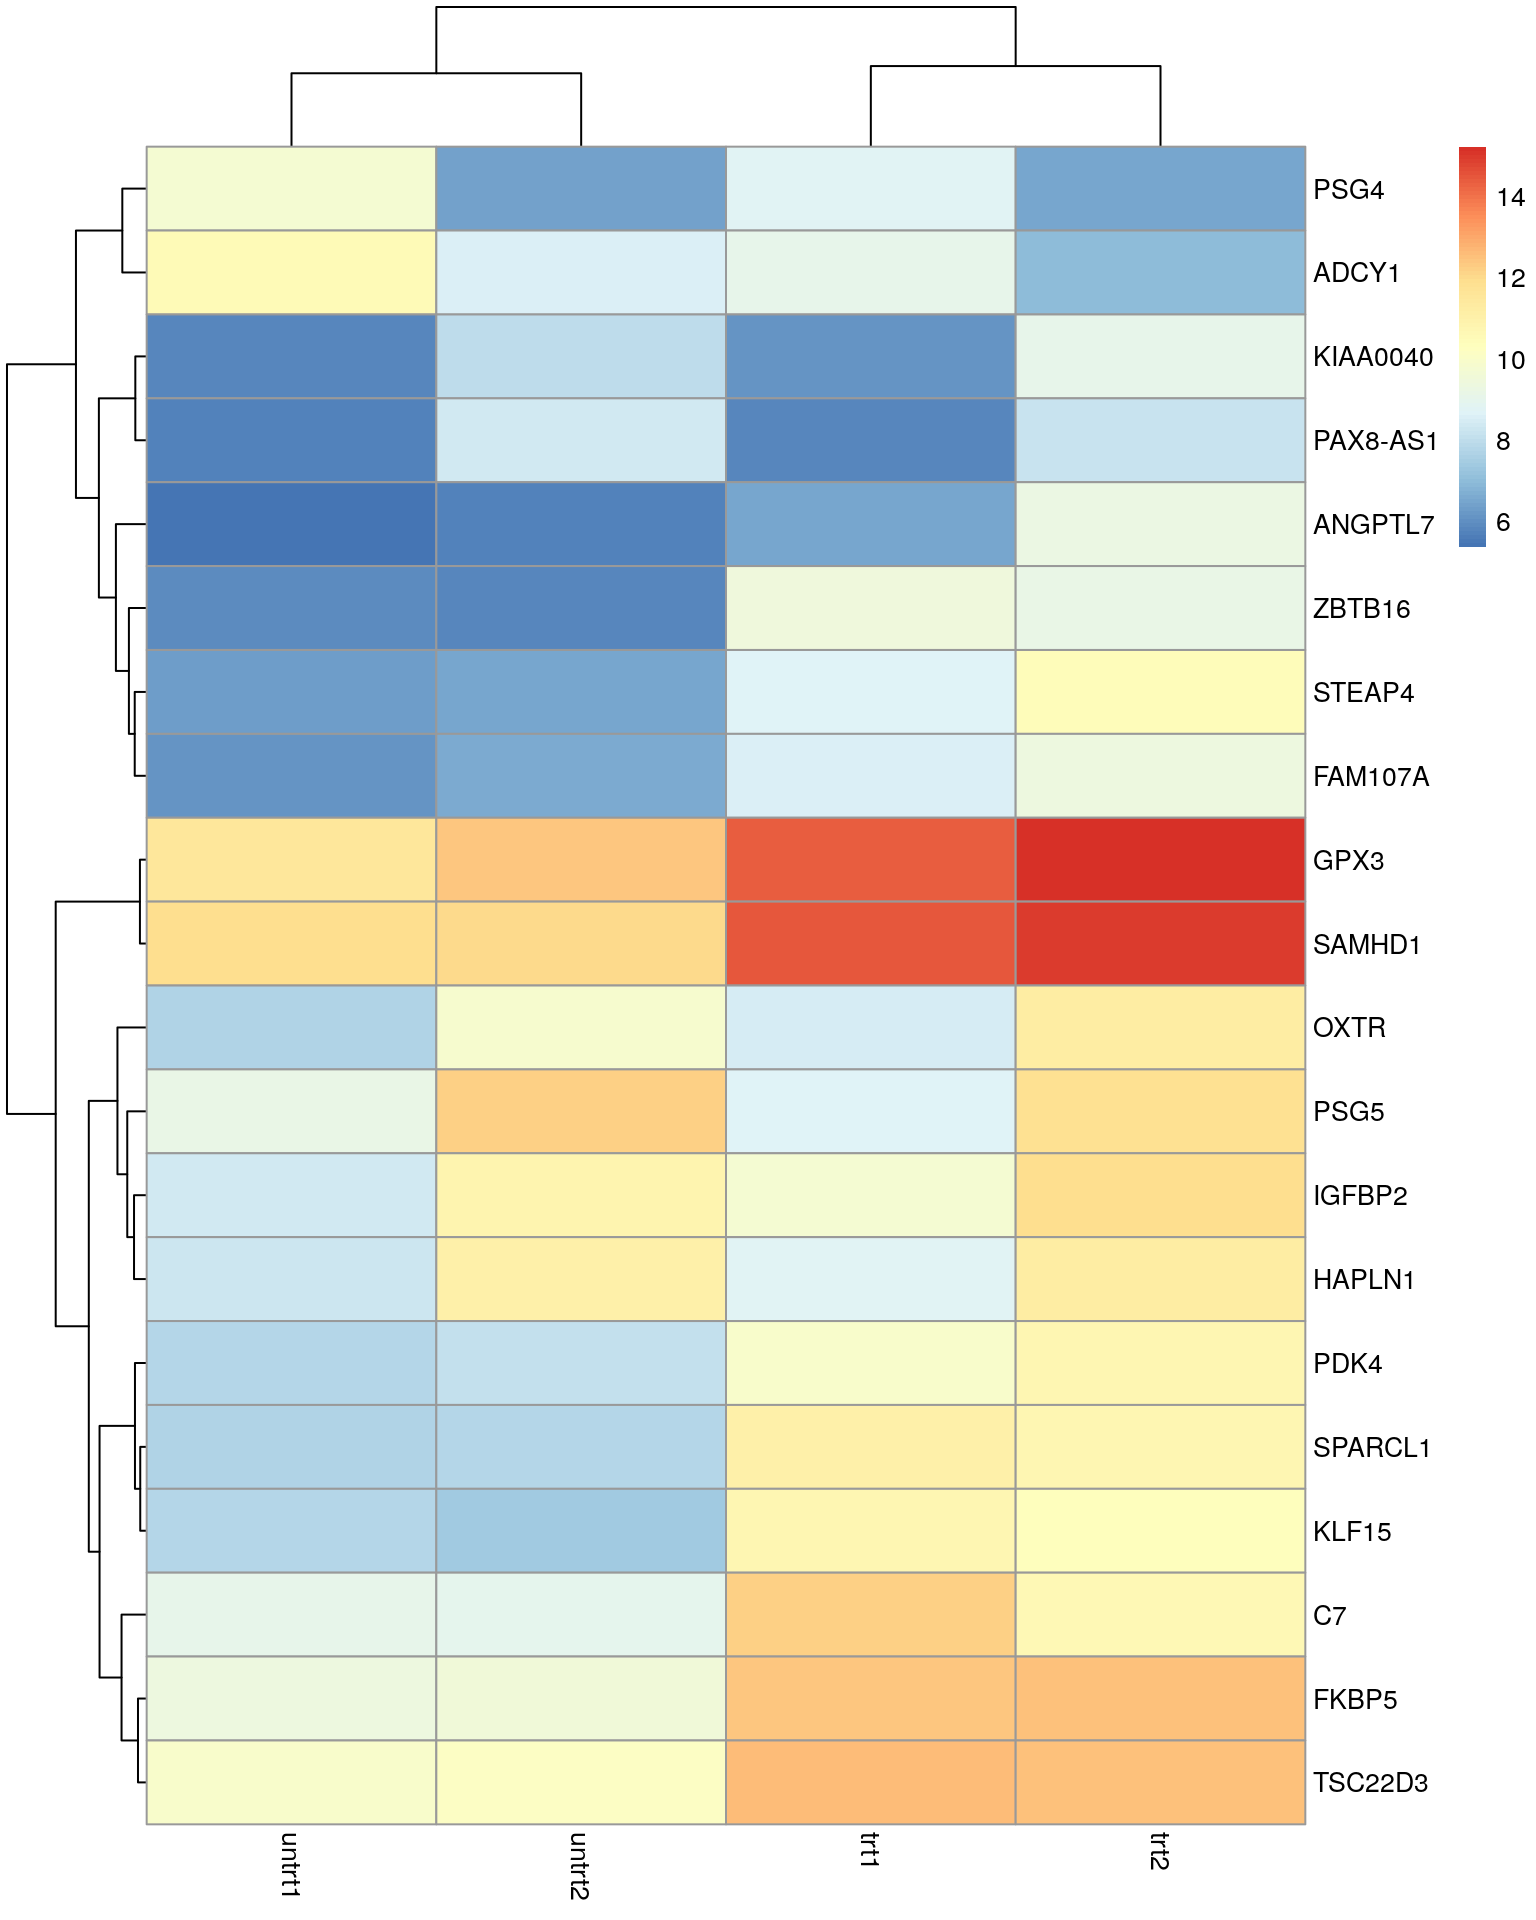 PSG4
ADCY1
KIAA0040
PAX8-AS1
ANGPTL7
ZBTB16
STEAP4
FAM107A
GPX3
SAMHD1
OXTR
PSG5
IGFBP2
HAPLN1
PDK4
SPARCL1
KLF15
C7
FKBP5
TSC22D3
14
12
10
8
6
untrt1
untrt2
trt1
trt2